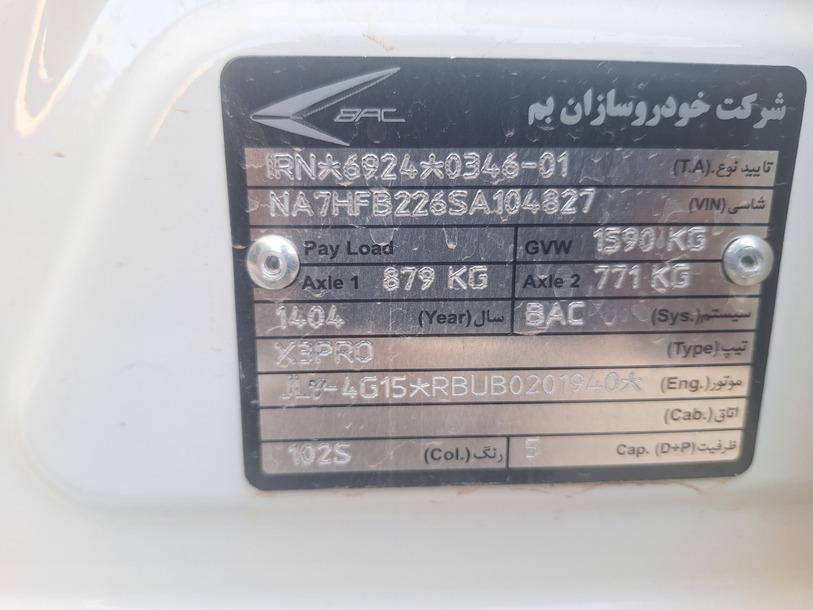 BAC شرکت خودروسازان بم
تایید نوع.(T.A) IRN*6924*0346-01
شاسی(VIN) NA7HFB226SA104827
Pay Load GVW 1590 KG
Axle 1 879 KG Axle 2 771 KG
سیستم(Sys.) BAC سال(Year) 1404
تیپ(Type) X3PRO
موتور(Eng.) JLY-4G15*RBUB0201940*
اتاق(Cab.)
ظرفیت(D+P) Cap. 5 رنگ(Col.) 102S